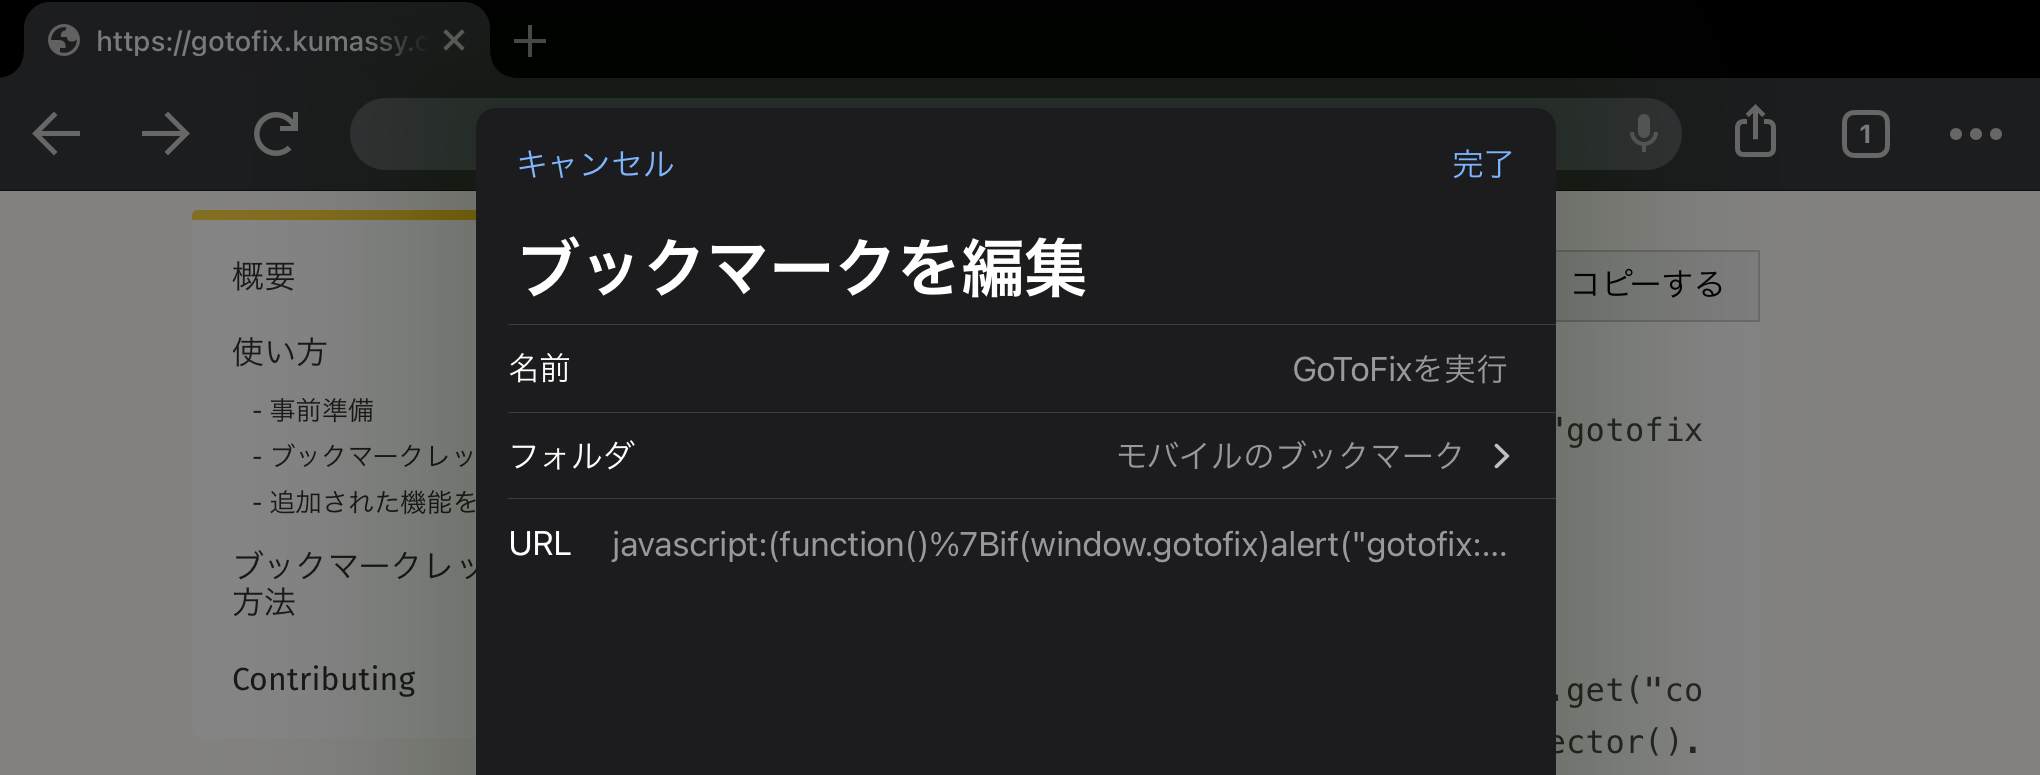 https://gotofix.kumassy.c
1
キャンセル
完了
ブックマークを編集
名前
GoToFixを実行
フォルダ
モバイルのブックマーク
URL
javascript:(function()%7Bif(window.gotofix)alert("gotofix:...
概要
使い方
- 事前準備
- ブックマークレッ
- 追加された機能を
ブックマークレッ
方法
Contributing
コピーする
"gotofix
.get("co
ector().